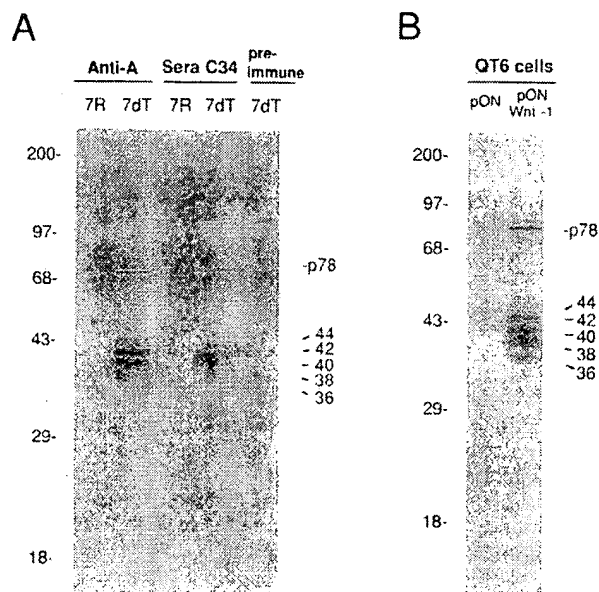 A
Anti-A Sera C34 pre-immune
7R 7dT 7R 7dT 7dT
200-
97-
68-
43-
29-
18-
-p78
44
42
40
38
36
B
QT6 cells
pON pON Wnt -1
200-
97-
68-
43-
29-
18-
-p78
44
42
40
38
36